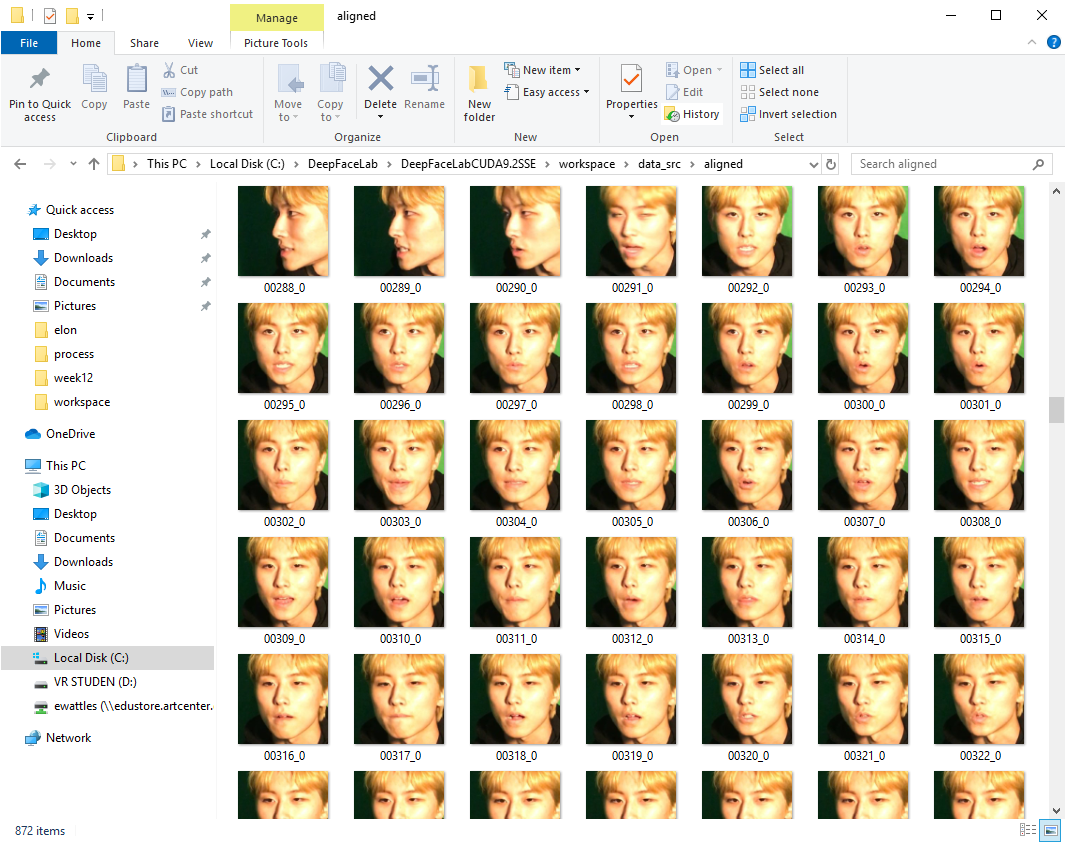 Manage
aligned
File
Home
Share
View
Picture Tools
Pin to Quick access
Copy
Paste
Cut
Copy path
Paste shortcut
Move to
Copy to
Delete
Rename
New folder
New item
Easy access
Properties
Open
Edit
History
Select all
Select none
Invert selection
Clipboard
Organize
New
Open
Select
This PC > Local Disk (C:) > DeepFaceLab > DeepFaceLabCUDA9.2SSE > workspace > data_src > aligned
Search aligned
Quick access
Desktop
Downloads
Documents
Pictures
elon
process
week12
workspace
OneDrive
This PC
3D Objects
Desktop
Documents
Downloads
Music
Pictures
Videos
Local Disk (C:)
VR STUDEN (D:)
ewattles (\\edustore.artcenter.
Network
00288_0 00289_0 00290_0 00291_0 00292_0 00293_0 00294_0
00295_0 00296_0 00297_0 00298_0 00299_0 00300_0 00301_0
00302_0 00303_0 00304_0 00305_0 00306_0 00307_0 00308_0
00309_0 00310_0 00311_0 00312_0 00313_0 00314_0 00315_0
00316_0 00317_0 00318_0 00319_0 00320_0 00321_0 00322_0
872 items